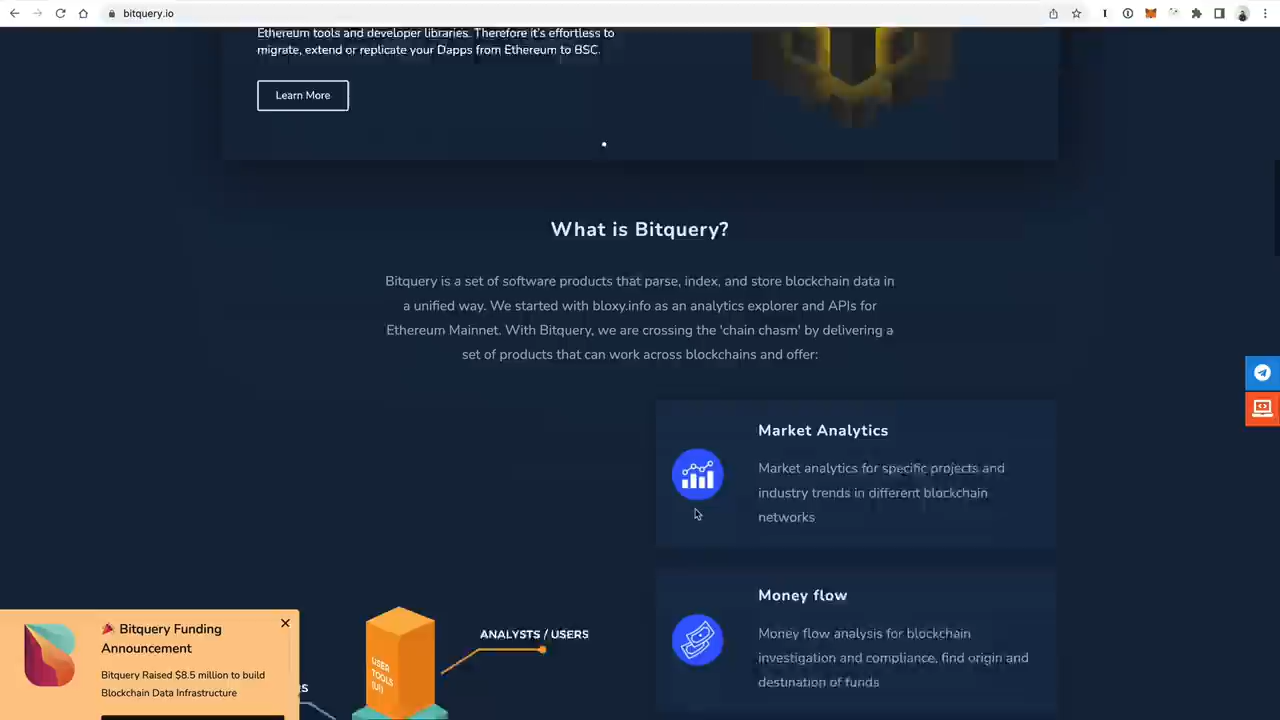 bitquery.io
Ethereum tools and developer libraries. Therefore it's effortless to
migrate, extend or replicate your Dapps from Ethereum to BSC.
Learn More
What is Bitquery?
Bitquery is a set of software products that parse, index, and store blockchain data in
a unified way. We started with bloxy.info as an analytics explorer and APIs for
Ethereum Mainnet. With Bitquery, we are crossing the 'chain chasm' by delivering a
set of products that can work across blockchains and offer:
Market Analytics
Market analytics for specific projects and
industry trends in different blockchain
networks
Money flow
Money flow analysis for blockchain
investigation and compliance, find origin and
destination of funds
ANALYSTS / USERS
USER
TOOLS
(UI)
🎉 Bitquery Funding
Announcement
Bitquery Raised $8.5 million to build
Blockchain Data Infrastructure